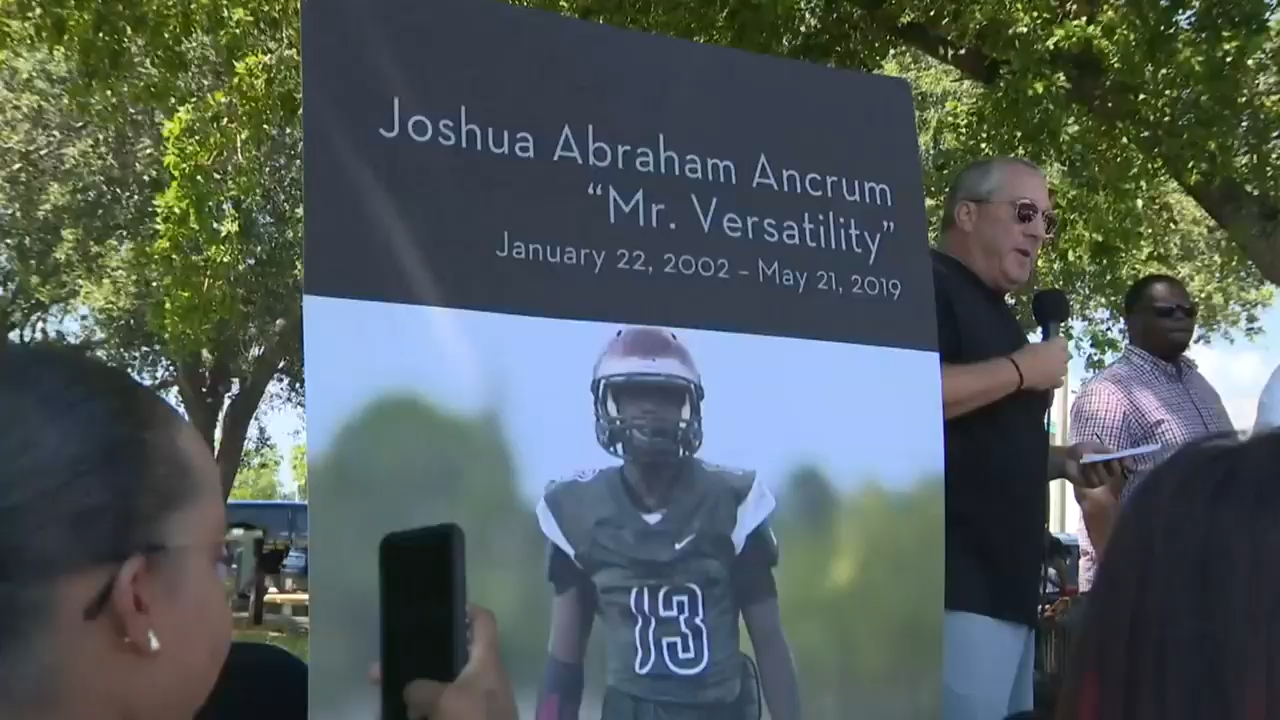 Joshua Abraham Ancrum
“Mr. Versatility”
January 22, 2002 - May 21, 2019
13